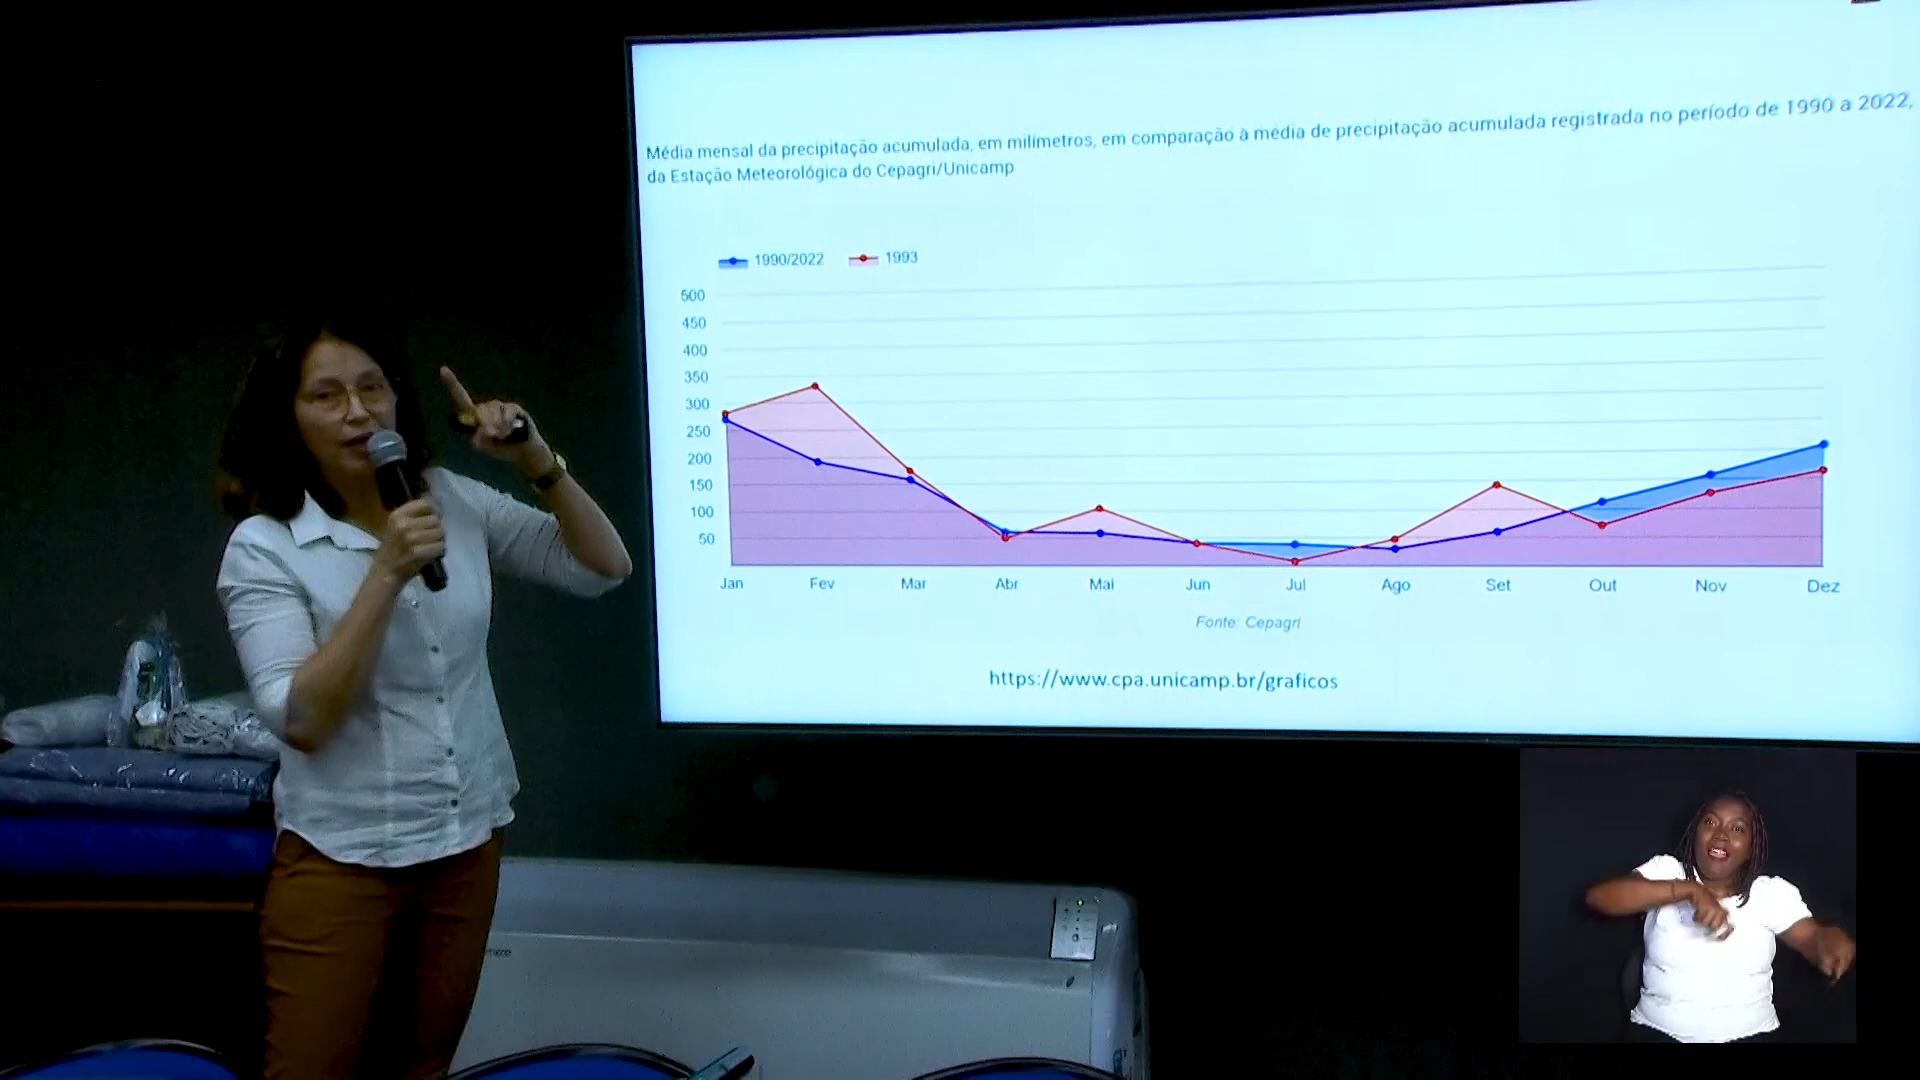 Média mensal da precipitação acumulada, em milímetros, em comparação à média de precipitação acumulada registrada no período de 1990 a 2022,
da Estação Meteorológica do Cepagri/Unicamp
1990/2022 1993
500
450
400
350
300
250
200
150
100
50
Jan Fev Mar Abr Mai Jun Jul Ago Set Out Nov Dez
Fonte: Cepagri
https://www.cpa.unicamp.br/graficos